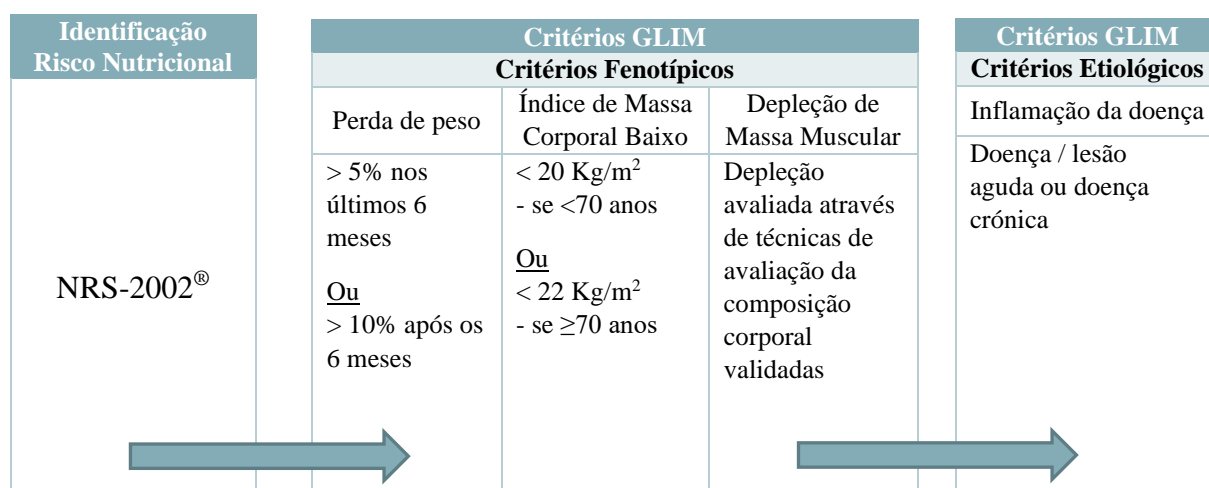 Identificação
Risco Nutricional
NRS-2002®
Critérios GLIM
Critérios Fenotípicos
Perda de peso
> 5% nos
últimos 6
meses
Ou
> 10% após os
6 meses
Índice de Massa
Corporal Baixo
< 20 Kg/m²
- se <70 anos
Ou
< 22 Kg/m²
- se ≥70 anos
Depleção de
Massa Muscular
Depleção
avaliada através
de técnicas de
avaliação da
composição
corporal
validadas
Critérios GLIM
Critérios Etiológicos
Inflamação da doença
Doença / lesão
aguda ou doença
crónica